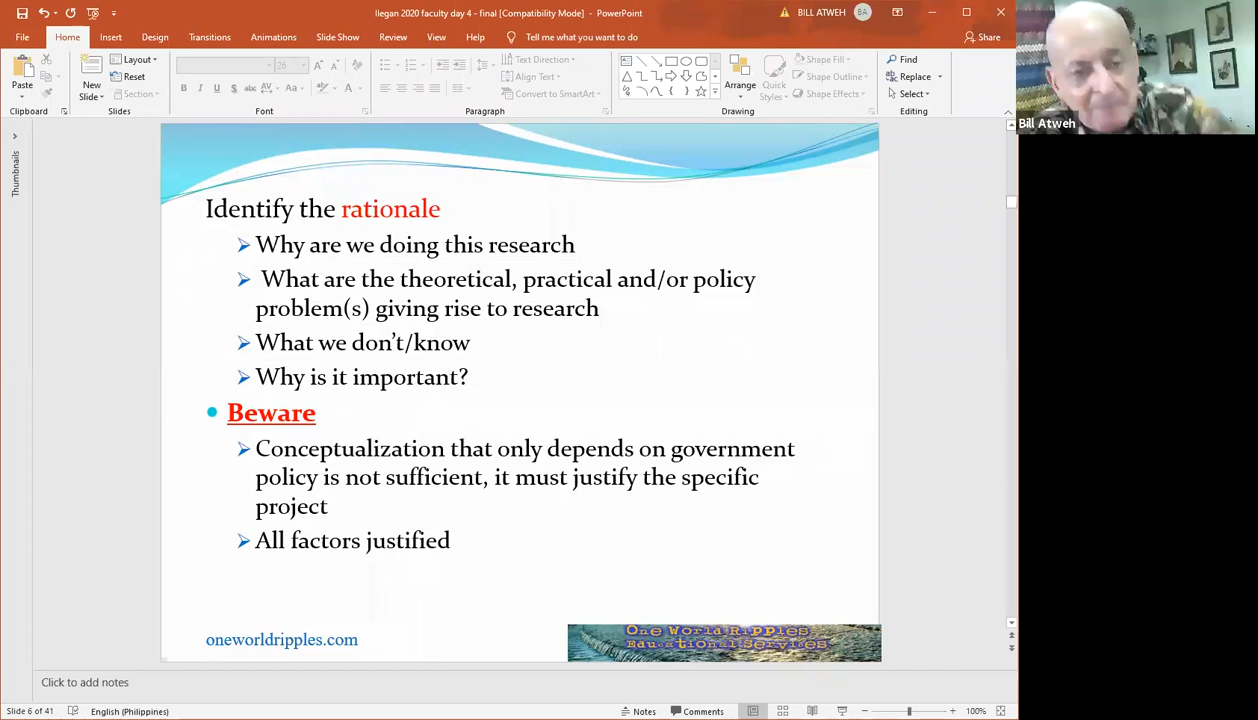 Ilegan 2020 faculty day 4 - final [Compatibility Mode] - PowerPoint
BILL ATWEH
BA
File Home Insert Design Transitions Animations Slide Show Review View Help Tell me what you want to do
Share
Paste
Clipboard
New
Slides
Layout
Reset
Section
Slides
28
Font
Text Direction
Align Text
Convert to SmartArt
Paragraph
Arrange
Quick
Styles
Shape Fill
Shape Outline
Shape Effects
Drawing
Find
Replace
Select
Editing
Bill Atweh
Thumbnails
Identify the rationale
Why are we doing this research
What are the theoretical, practical and/or policy
problem(s) giving rise to research
What we don't/know
Why is it important?
Beware
Conceptualization that only depends on government
policy is not sufficient, it must justify the specific
project
All factors justified
oneworldripples.com
One World Ripples
Educational Services
Click to add notes
Slide 6 of 41
English (Philippines)
Notes
Comments
100%